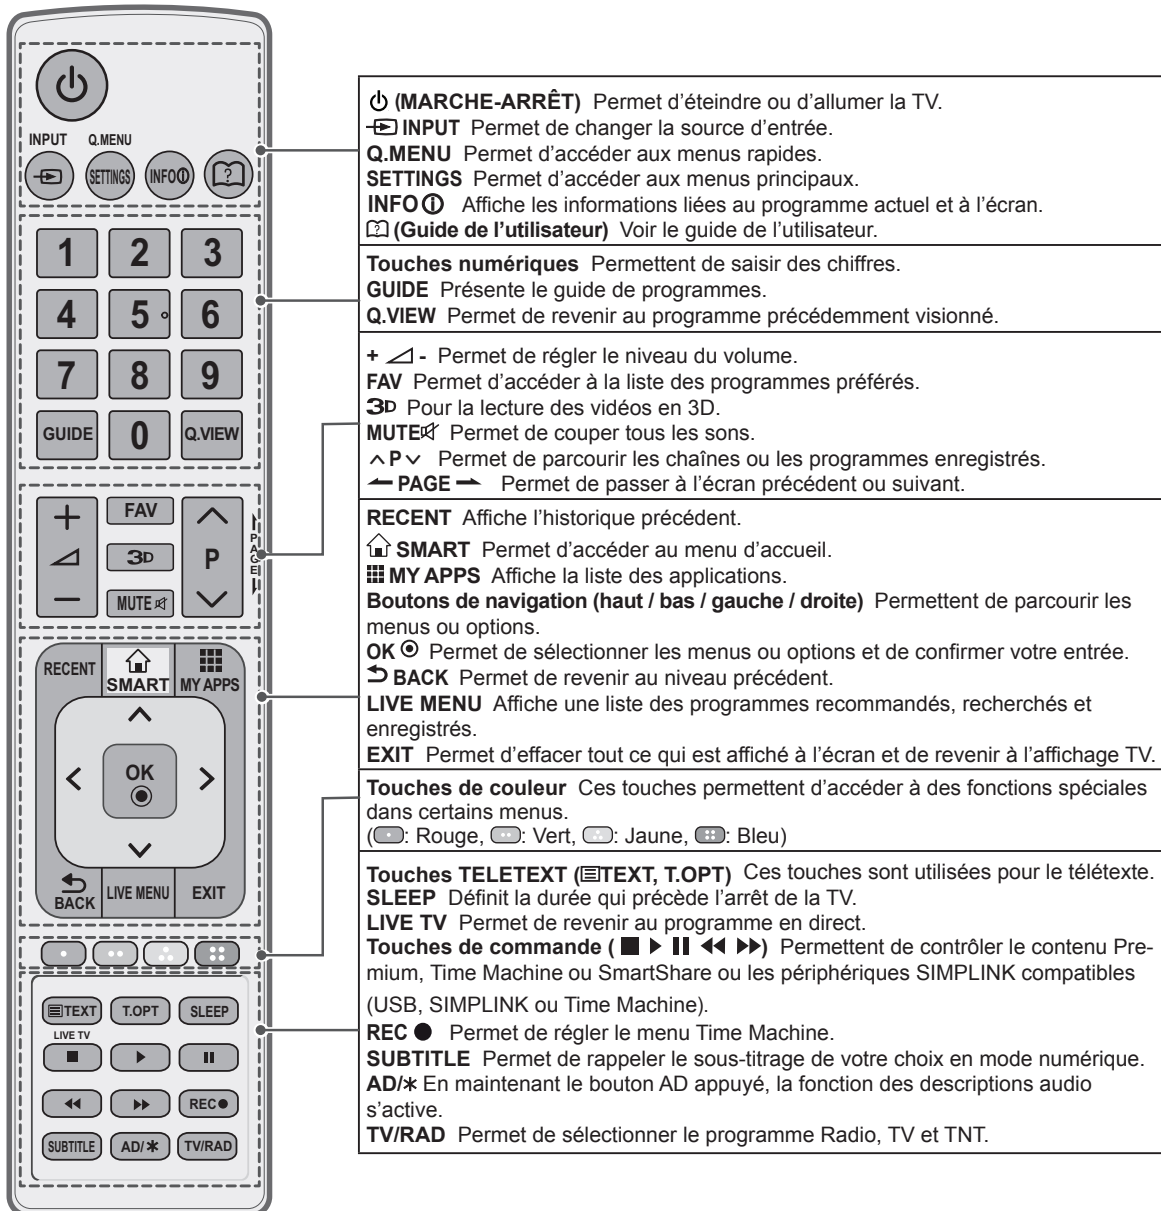 INPUT Q.MENU
SETTINGS INFO ?
1 2 3
4 5 6
7 8 9
GUIDE 0 Q.VIEW
+ FAV
3D P
PAGE
- MUTE
RECENT SMART MY APPS
OK
BACK LIVE MENU EXIT
TEXT T.OPT SLEEP
LIVE TV
REC
SUBTITLE AD/* TV/RAD
(MARCHE-ARRÊT) Permet d'éteindre ou d'allumer la TV.
INPUT Permet de changer la source d'entrée.
Q.MENU Permet d'accéder aux menus rapides.
SETTINGS Permet d'accéder aux menus principaux.
INFO Affiche les informations liées au programme actuel et à l'écran.
(Guide de l'utilisateur) Voir le guide de l'utilisateur.
Touches numériques Permettent de saisir des chiffres.
GUIDE Présente le guide de programmes.
Q.VIEW Permet de revenir au programme précédemment visionné.
+ - Permet de régler le niveau du volume.
FAV Permet d'accéder à la liste des programmes préférés.
3D Pour la lecture des vidéos en 3D.
MUTE Permet de couper tous les sons.
P Permet de parcourir les chaînes ou les programmes enregistrés.
PAGE Permet de passer à l'écran précédent ou suivant.
RECENT Affiche l'historique précédent.
SMART Permet d'accéder au menu d'accueil.
MY APPS Affiche la liste des applications.
Boutons de navigation (haut / bas / gauche / droite) Permettent de parcourir les
menus ou options.
OK Permet de sélectionner les menus ou options et de confirmer votre entrée.
BACK Permet de revenir au niveau précédent.
LIVE MENU Affiche une liste des programmes recommandés, recherchés et
enregistrés.
EXIT Permet d'effacer tout ce qui est affiché à l'écran et de revenir à l'affichage TV.
Touches de couleur Ces touches permettent d'accéder à des fonctions spéciales
dans certains menus.
(: Rouge, : Vert, : Jaune, : Bleu)
Touches TELETEXT (TEXT, T.OPT) Ces touches sont utilisées pour le télétexte.
SLEEP Définit la durée qui précède l'arrêt de la TV.
LIVE TV Permet de revenir au programme en direct.
Touches de commande (■ ▶ ❚❚ ◀◀ ▶▶) Permettent de contrôler le contenu Pre-
mium, Time Machine ou SmartShare ou les périphériques SIMPLINK compatibles
(USB, SIMPLINK ou Time Machine).
REC ● Permet de régler le menu Time Machine.
SUBTITLE Permet de rappeler le sous-titrage de votre choix en mode numérique.
AD/* En maintenant le bouton AD appuyé, la fonction des descriptions audio
s'active.
TV/RAD Permet de sélectionner le programme Radio, TV et TNT.